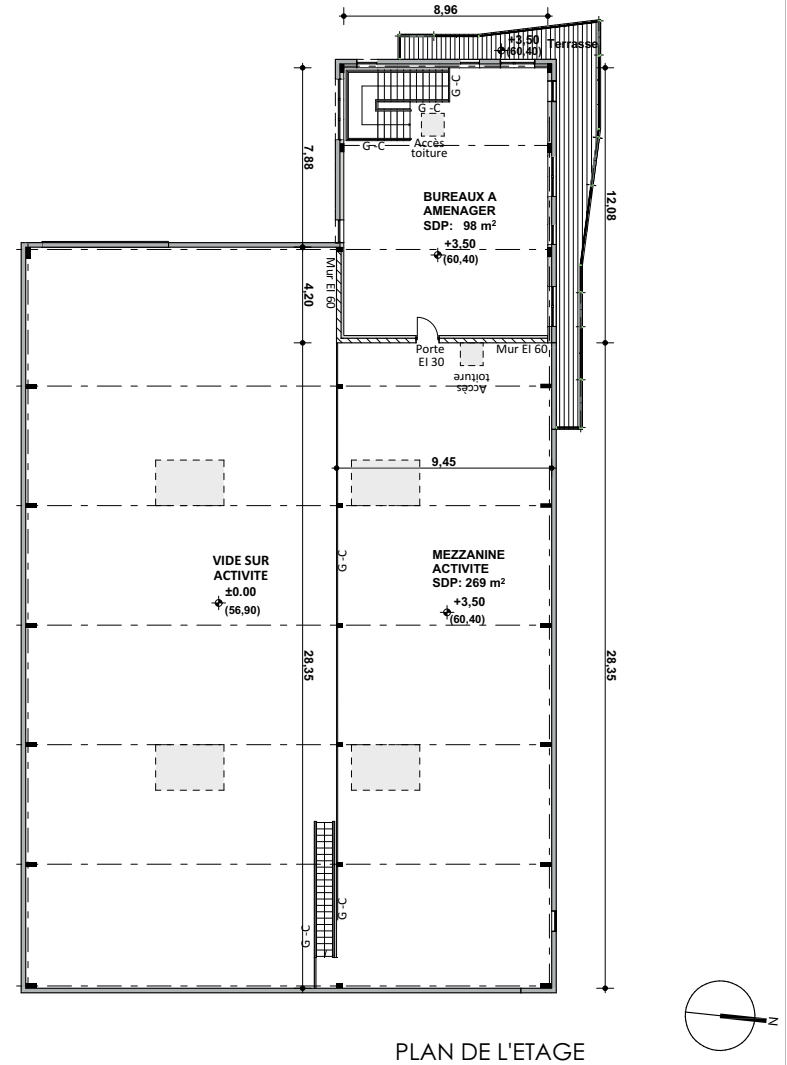 8,96
+3,50
(60,40)
Terrasse
G -C
G -C
G -C
Accès
toiture
7,88
12,08
BUREAUX A
AMENAGER
SDP: 98 m²
+3,50
(60,40)
Mur EI 60
4,20
Porte
EI 30
Mur EI 60
Accès
toiture
9,45
G -C
VIDE SUR
ACTIVITE
±0.00
(56,90)
MEZZANINE
ACTIVITE
SDP: 269 m²
+3,50
(60,40)
28,35
28,35
G -C
G -C
N
PLAN DE L'ETAGE